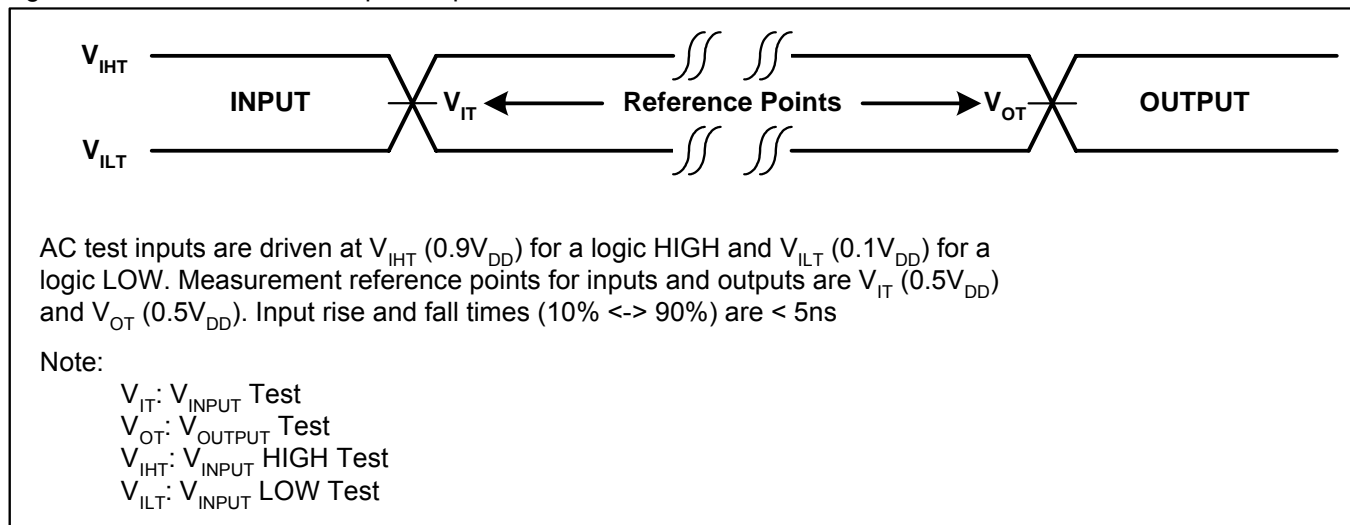 V_IHT
INPUT V_IT Reference Points V_OT OUTPUT
V_ILT
AC test inputs are driven at V_IHT (0.9V_DD) for a logic HIGH and V_ILT (0.1V_DD) for a
logic LOW. Measurement reference points for inputs and outputs are V_IT (0.5V_DD)
and V_OT (0.5V_DD). Input rise and fall times (10% <-> 90%) are < 5ns
Note:
V_IT: V_INPUT Test
V_OT: V_OUTPUT Test
V_IHT: V_INPUT HIGH Test
V_ILT: V_INPUT LOW Test